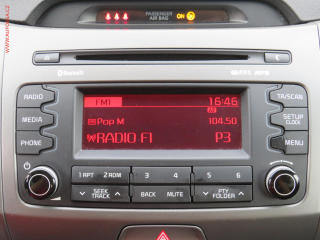 PASSENGER
AIR BAG
ON
Bluetooth
RADIO
MEDIA
PHONE
FM1
16:46
AF
Pop M
104.50
RADIO F1
P3
TA/SCAN
SETUP
CLOCK
MENU
1 RPT
2 RDM
3
4
5
6
SEEK
TRACK
BACK
MUTE
PTY
FOLDER